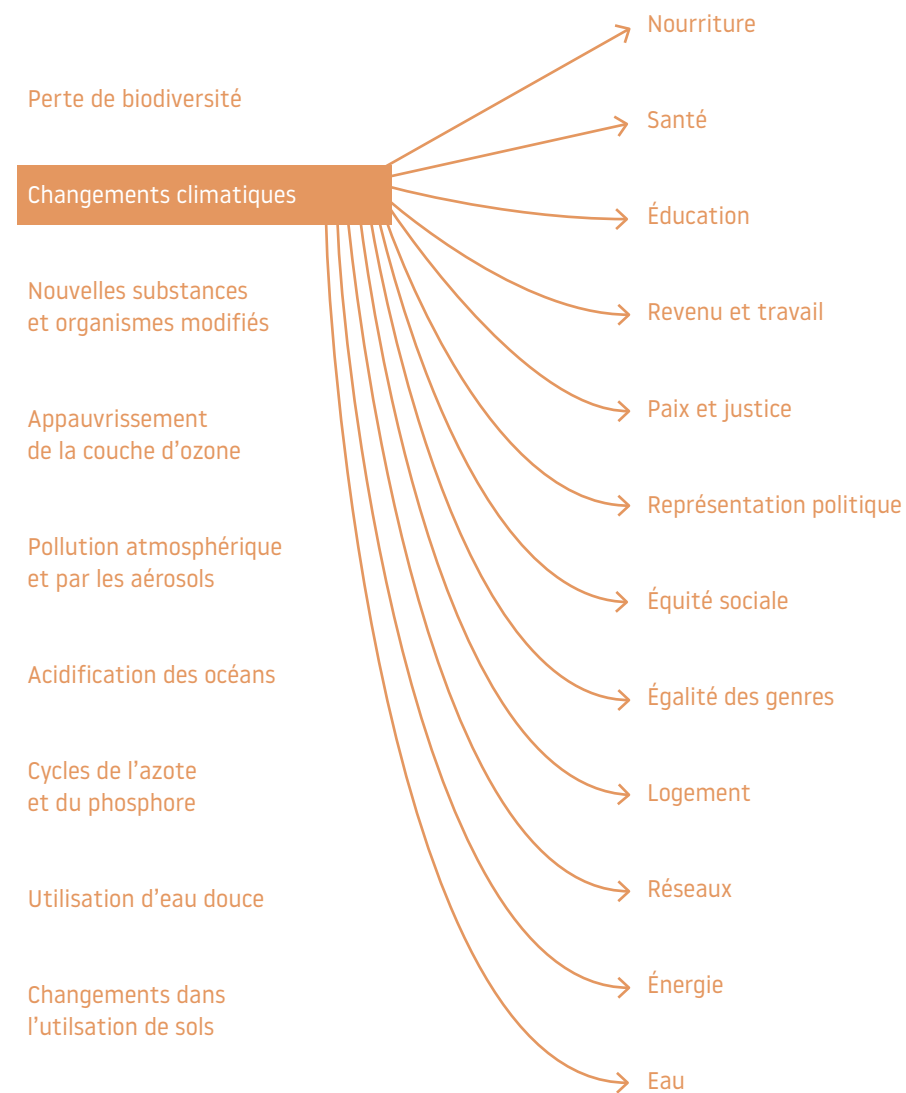 Perte de biodiversité
Changements climatiques
Nouvelles substances
et organismes modifiés
Appauvrissement
de la couche d’ozone
Pollution atmosphérique
et par les aérosols
Acidification des océans
Cycles de l’azote
et du phosphore
Utilisation d’eau douce
Changements dans
l’utilsation de sols
Nourriture
Santé
Éducation
Revenu et travail
Paix et justice
Représentation politique
Équité sociale
Égalité des genres
Logement
Réseaux
Énergie
Eau